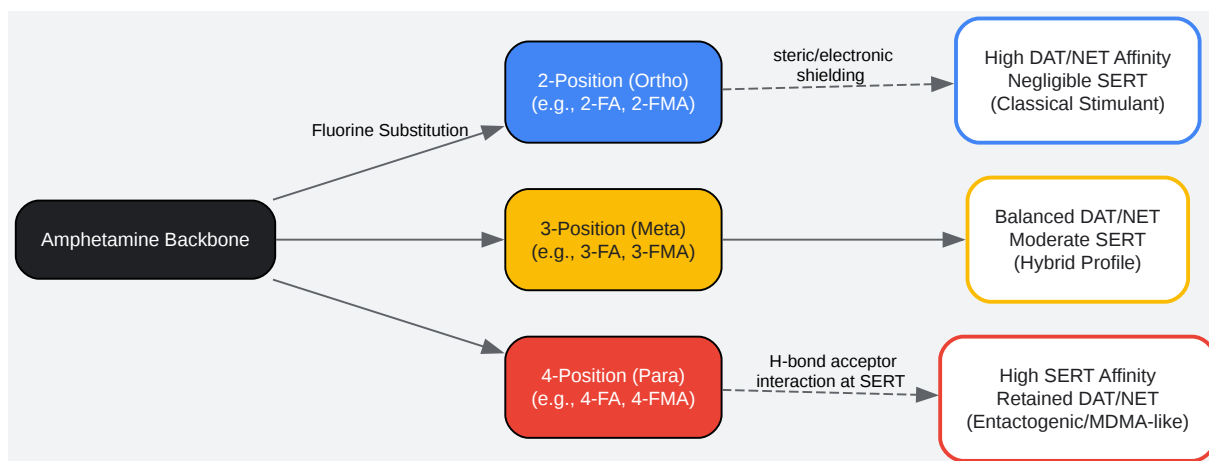 Amphetamine Backbone
Fluorine Substitution
2-Position (Ortho)
(e.g., 2-FA, 2-FMA)
steric/electronic
shielding
High DAT/NET Affinity
Negligible SERT
(Classical Stimulant)
3-Position (Meta)
(e.g., 3-FA, 3-FMA)
Balanced DAT/NET
Moderate SERT
(Hybrid Profile)
4-Position (Para)
(e.g., 4-FA, 4-FMA)
H-bond acceptor
interaction at SERT
High SERT Affinity
Retained DAT/NET
(Entactogenic/MDMA-like)